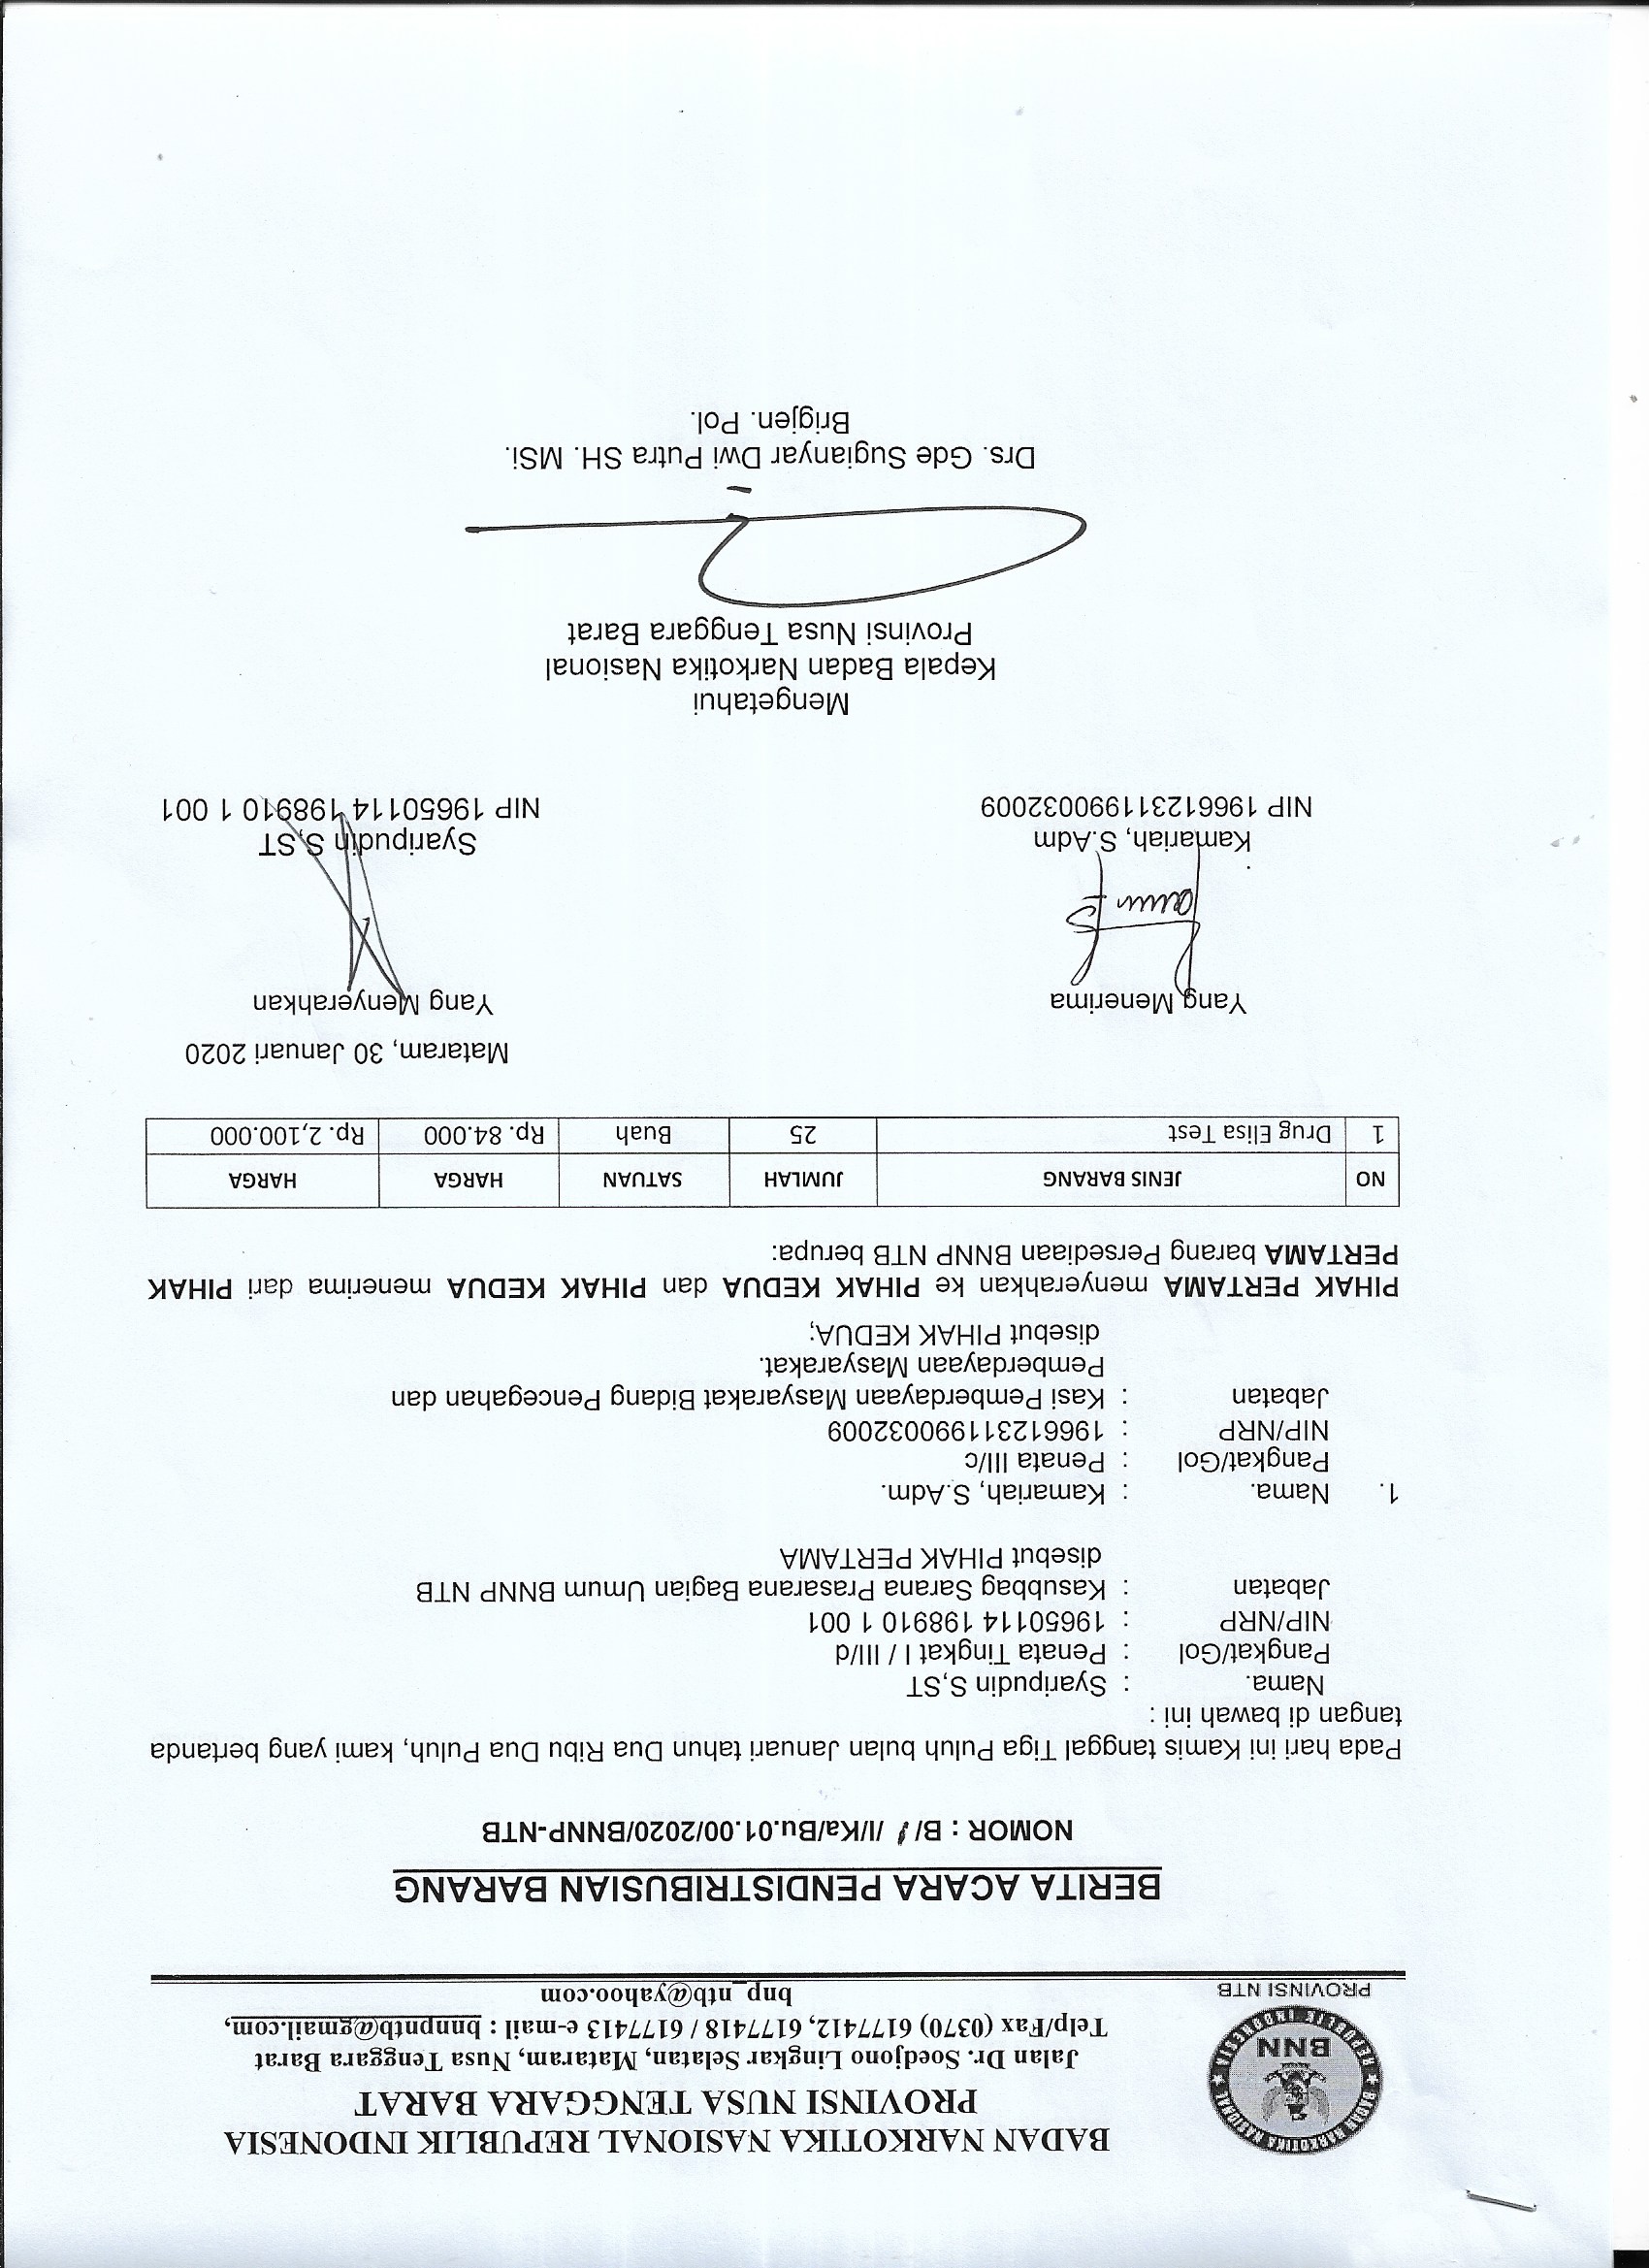 BADAN NARKOTIKA NASIONAL REPUBLIK INDONESIA
PROVINSI NUSA TENGGARA BARAT
Jalan Dr. Soedjono Lingkar Selatan, Mataram, Nusa Tenggara Barat
Telp/Fax (0370) 6177412, 6177418 / 6177413 e-mail : bnnpntb@gmail.com,
bnp_ntb@yahoo.com
BADAN NARKOTIKA NASIONAL
BNN
REPUBLIK INDONESIA
PROVINSI NTB
BERITA ACARA PENDISTRIBUSIAN BARANG
NOMOR : B/ 1 /I/Ka/Bu.01.00/2020/BNNP-NTB
Pada hari ini Kamis tanggal Tiga Puluh bulan Januari tahun Dua Ribu Dua Puluh, kami yang bertanda
tangan di bawah ini :
Nama. : Syaripudin S,ST
Pangkat/Gol : Penata Tingkat I / III/d
NIP/NRP : 19650114 198910 1 001
Jabatan : Kasubbag Sarana Prasarana Bagian Umum BNNP NTB
disebut PIHAK PERTAMA
1. Nama. : Kamariah, S.Adm.
Pangkat/Gol : Penata III/c
NIP/NRP : 196612311990032009
Jabatan : Kasi Pemberdayaan Masyarakat Bidang Pencegahan dan
Pemberdayaan Masyarakat.
disebut PIHAK KEDUA;
PIHAK PERTAMA menyerahkan ke PIHAK KEDUA dan PIHAK KEDUA menerima dari PIHAK
PERTAMA barang Persediaan BNNP NTB berupa:
NO JENIS BARANG JUMLAH SATUAN HARGA HARGA
1 Drug Elisa Test 25 Buah Rp. 84.000 Rp. 2,100.000
Mataram, 30 Januari 2020
Yang Menerima Yang Menyerahkan
Kamariah, S.Adm Syaripudin S,ST
NIP 196612311990032009 NIP 19650114 198910 1 001
Mengetahui
Kepala Badan Narkotika Nasional
Provinsi Nusa Tenggara Barat
Drs. Gde Sugianyar Dwi Putra SH. MSi.
Brigjen. Pol.